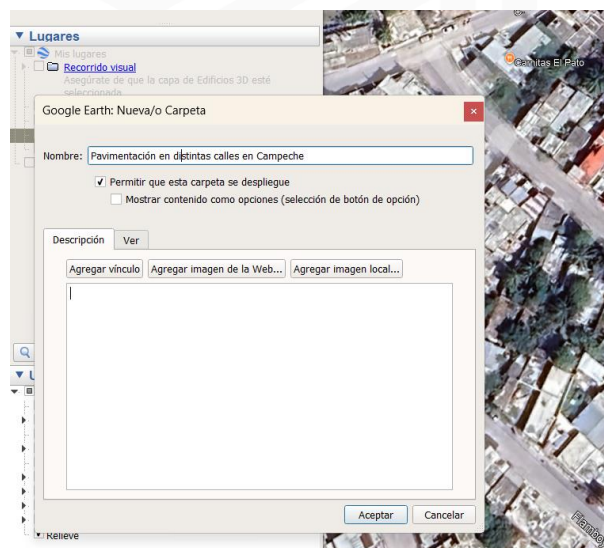 Lugares
Mis lugares
Recorrido visual
Asegúrate de que la capa de Edificios 3D esté
seleccionada
Carnitas El Pato
Google Earth: Nueva/o Carpeta
Nombre: Pavimentación en distintas calles en Campeche
Permitir que esta carpeta se despliegue
Mostrar contenido como opciones (selección de botón de opción)
Descripción Ver
Agregar vínculo Agregar imagen de la Web... Agregar imagen local...
Aceptar Cancelar
Relieve